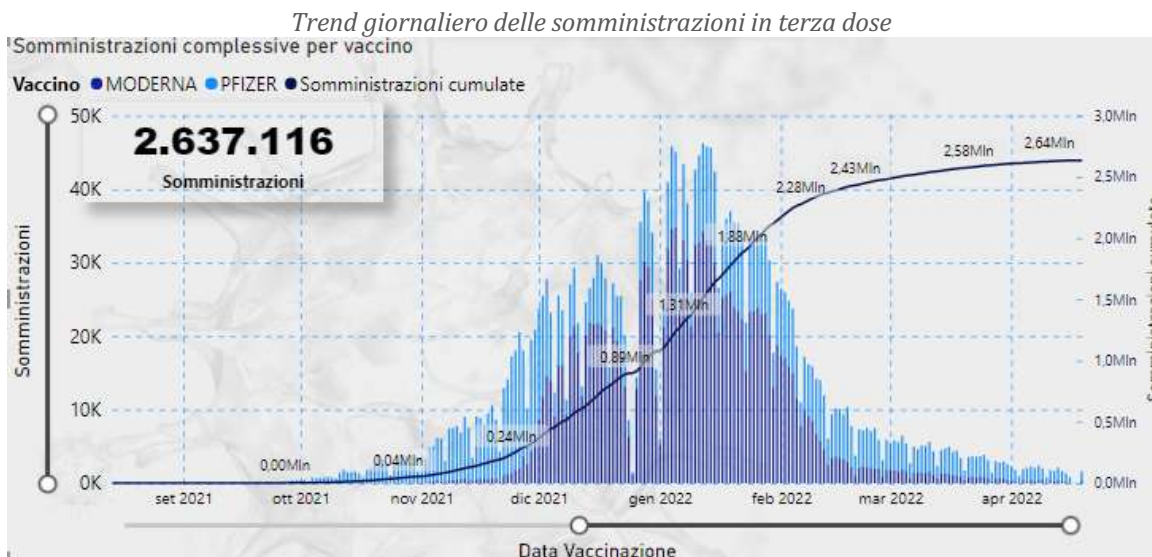 Trend giornaliero delle somministrazioni in terza dose
Somministrazioni complessive per vaccino
Vaccino MODERNA PFIZER Somministrazioni cumulate
50K
40K
30K
20K
10K
0K
Somministrazioni
2.637.116
Somministrazioni
0,00Mln
0,04Mln
0,24Mln
0,89Mln
1,31Mln
1,88Mln
2,28Mln
2,43Mln
2,58Mln
2,64Mln
3,0Mln
2,5Mln
2,0Mln
1,5Mln
1,0Mln
0,5Mln
0,0Mln
set 2021 ott 2021 nov 2021 dic 2021 gen 2022 feb 2022 mar 2022 apr 2022
Data Vaccinazione